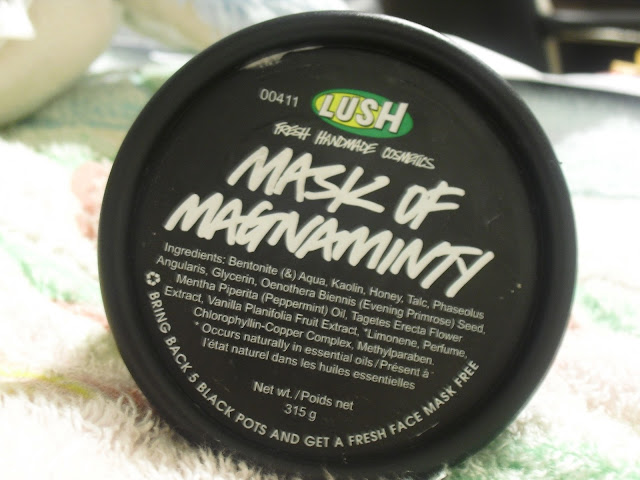 00411
LUSH
FRESH HANDMADE COSMETICS
MASK OF
MAGNAMINTY
Ingredients: Bentonite (&) Aqua, Kaolin, Honey, Talc, Phaseolus
Angularis, Glycerin, Oenothera Biennis (Evening Primrose) Seed,
Mentha Piperita (Peppermint) Oil, Tagetes Erecta Flower
Extract, Vanilla Planifolia Fruit Extract, *Limonene, Perfume,
Chlorophyllin-Copper Complex, Methylparaben.
* Occurs naturally in essential oils / Présent à
l'état naturel dans les huiles essentielles
Net wt. / Poids net
315 g
BRING BACK 5 BLACK POTS AND GET A FRESH FACE MASK FREE